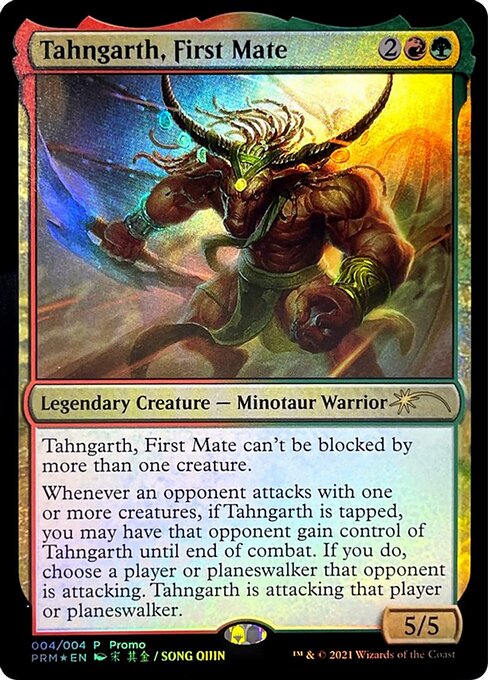 Tahngarth, First Mate 2
Legendary Creature — Minotaur Warrior
Tahngarth, First Mate can't be blocked by
more than one creature.
Whenever an opponent attacks with one
or more creatures, if Tahngarth is tapped,
you may have that opponent gain control of
Tahngarth until end of combat. If you do,
choose a player or planeswalker that opponent
is attacking. Tahngarth is attacking that player
or planeswalker.
5/5
004/004 P Promo
PRM★EN 宋 其金/SONG QIJIN
™ & © 2021 Wizards of the Coast